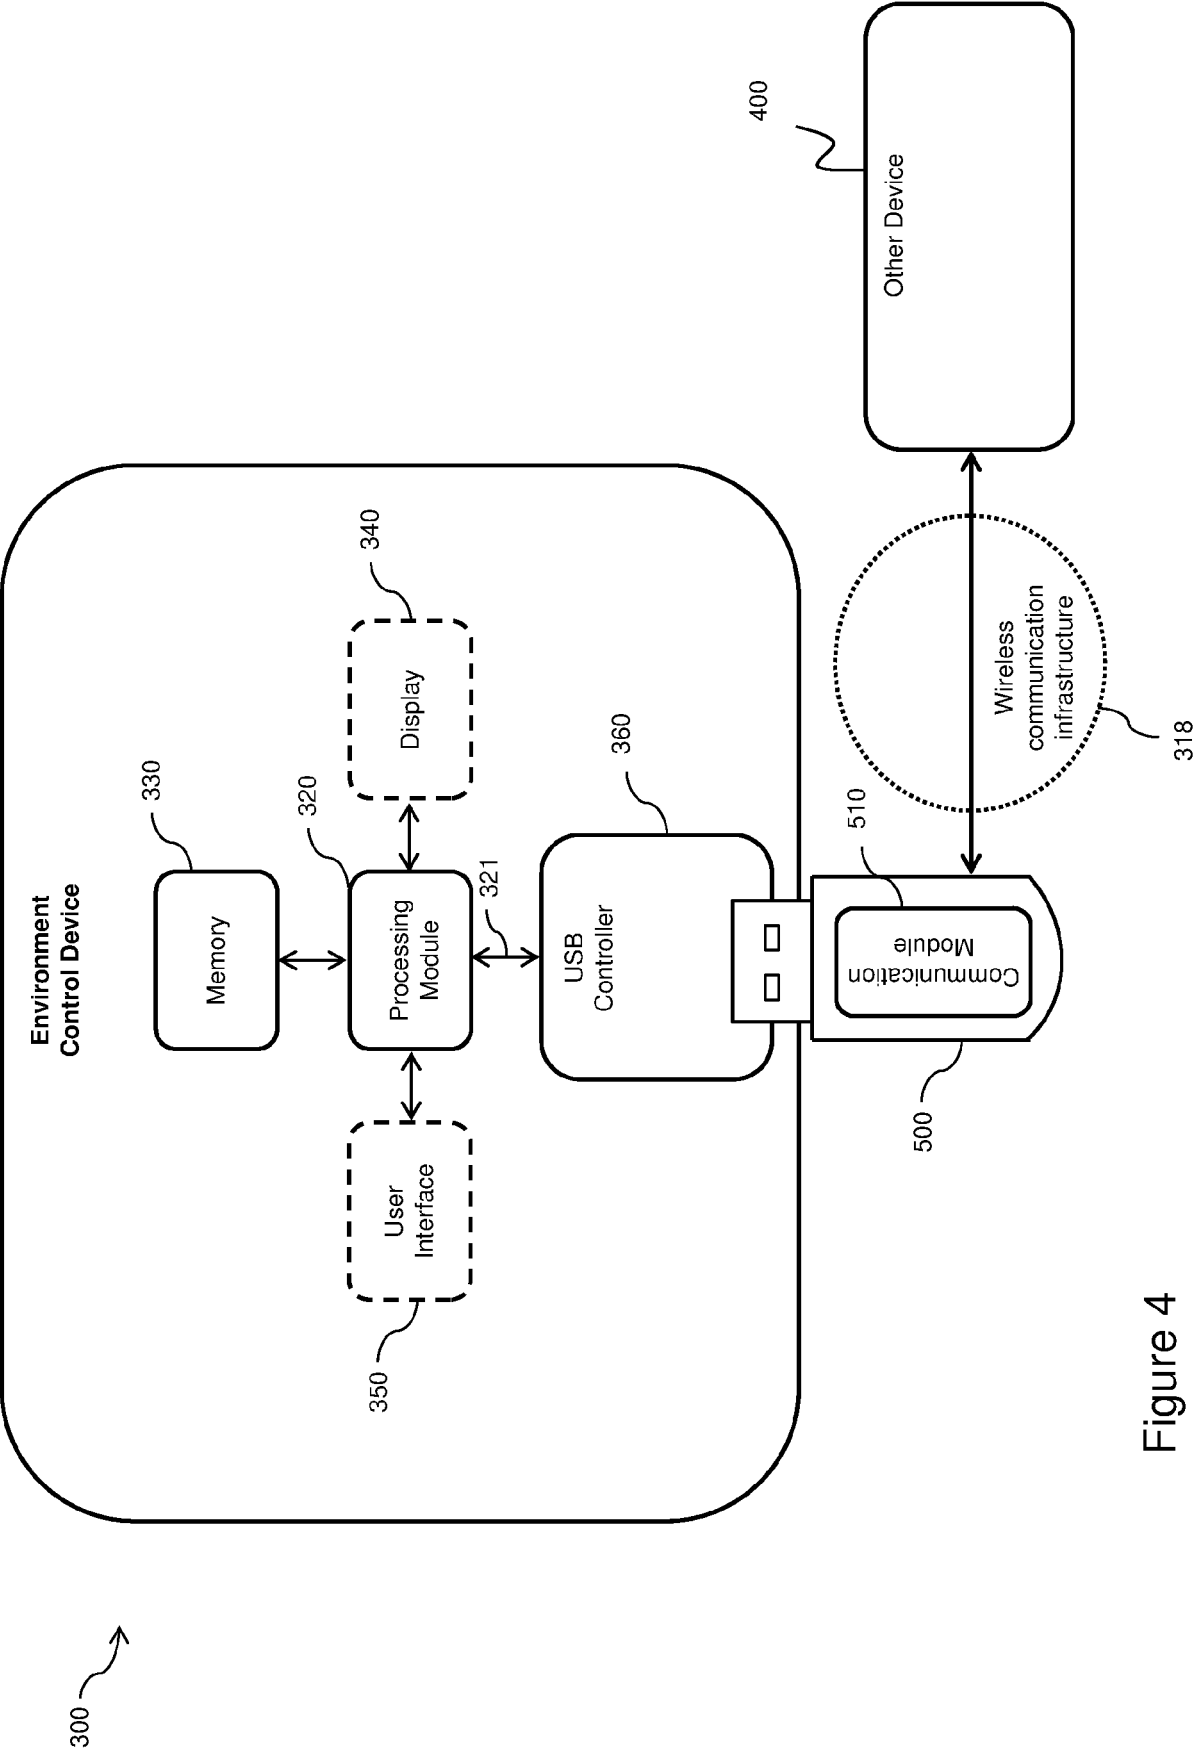 300
Environment
Control Device
Memory
330
350
User
Interface
Processing
Module
320
Display
340
321
USB
Controller
360
500
Communication
Module
510
Wireless
communication
infrastructure
318
Other Device
400
Figure 4